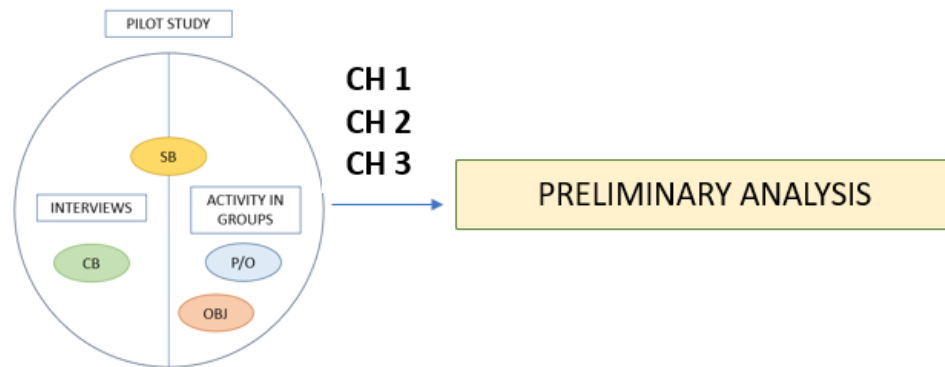 PILOT STUDY
CH 1
CH 2
CH 3
SB
INTERVIEWS
ACTIVITY IN
GROUPS
PRELIMINARY ANALYSIS
CB
P/O
OBJ